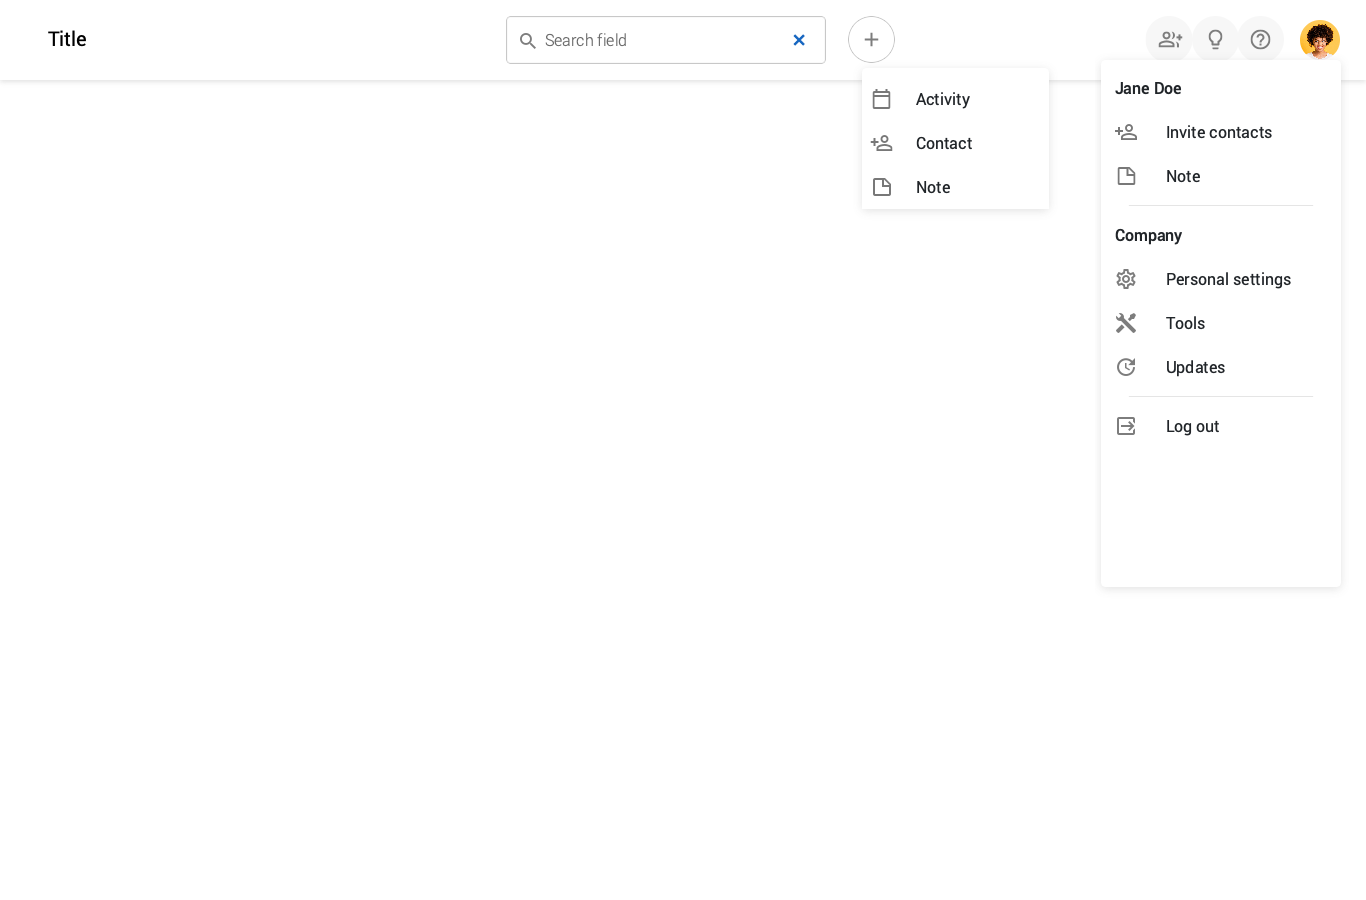 Title
Search field
Activity
Contact
Note
Jane Doe
Invite contacts
Note
Company
Personal settings
Tools
Updates
Log out